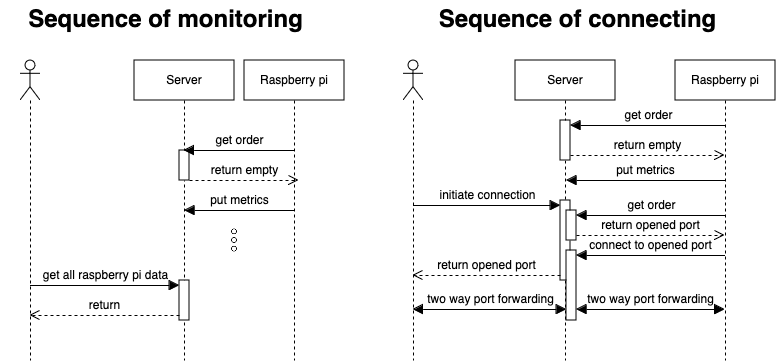 Sequence of monitoring
Server
Raspberry pi
get order
return empty
put metrics
get all raspberry pi data
return
Sequence of connecting
Server
Raspberry pi
get order
return empty
put metrics
initiate connection
get order
return opened port
connect to opened port
return opened port
two way port forwarding
two way port forwarding